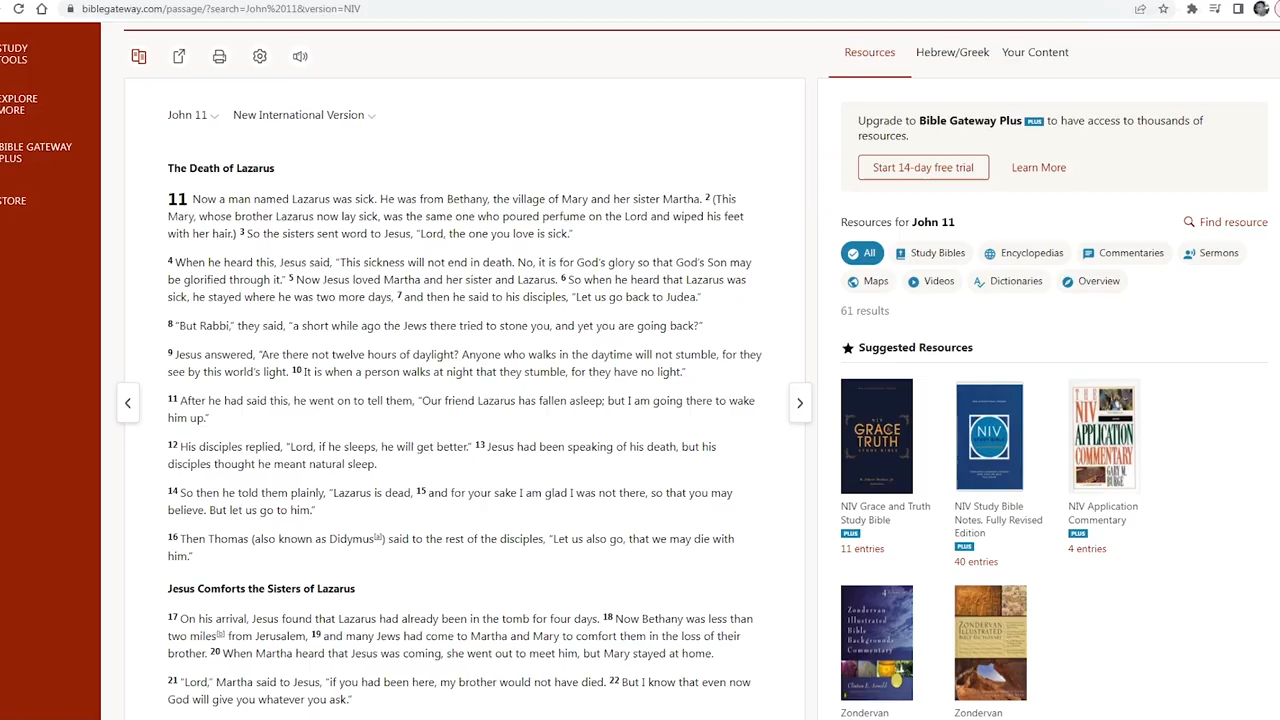 biblegateway.com/passage/?search=John%2011&version=NIV
STUDY
TOOLS
EXPLORE
MORE
BIBLE GATEWAY
PLUS
STORE
John 11 New International Version
The Death of Lazarus
11 Now a man named Lazarus was sick. He was from Bethany, the village of Mary and her sister Martha. 2 (This
Mary, whose brother Lazarus now lay sick, was the same one who poured perfume on the Lord and wiped his feet
with her hair.) 3 So the sisters sent word to Jesus, “Lord, the one you love is sick.”
4 When he heard this, Jesus said, “This sickness will not end in death. No, it is for God’s glory so that God’s Son may
be glorified through it.” 5 Now Jesus loved Martha and her sister and Lazarus. 6 So when he heard that Lazarus was
sick, he stayed where he was two more days, 7 and then he said to his disciples, “Let us go back to Judea.”
8 “But Rabbi,” they said, “a short while ago the Jews there tried to stone you, and yet you are going back?”
9 Jesus answered, “Are there not twelve hours of daylight? Anyone who walks in the daytime will not stumble, for they
see by this world’s light. 10 It is when a person walks at night that they stumble, for they have no light.”
11 After he had said this, he went on to tell them, “Our friend Lazarus has fallen asleep; but I am going there to wake
him up.”
12 His disciples replied, “Lord, if he sleeps, he will get better.” 13 Jesus had been speaking of his death, but his
disciples thought he meant natural sleep.
14 So then he told them plainly, “Lazarus is dead, 15 and for your sake I am glad I was not there, so that you may
believe. But let us go to him.”
16 Then Thomas (also known as Didymus[a]) said to the rest of the disciples, “Let us also go, that we may die with
him.”
Jesus Comforts the Sisters of Lazarus
17 On his arrival, Jesus found that Lazarus had already been in the tomb for four days. 18 Now Bethany was less than
two miles[b] from Jerusalem, 19 and many Jews had come to Martha and Mary to comfort them in the loss of their
brother. 20 When Martha heard that Jesus was coming, she went out to meet him, but Mary stayed at home.
21 “Lord,” Martha said to Jesus, “if you had been here, my brother would not have died. 22 But I know that even now
God will give you whatever you ask.”
Resources Hebrew/Greek Your Content
Upgrade to Bible Gateway Plus PLUS to have access to thousands of
resources.
Start 14-day free trial Learn More
Resources for John 11 Find resource
All Study Bibles Encyclopedias Commentaries Sermons
Maps Videos Dictionaries Overview
61 results
Suggested Resources
NIV
GRACE
TRUTH
STUDY BIBLE
NIV Grace and Truth
Study Bible
PLUS
11 entries
NIV
STUDY BIBLE
NIV Study Bible
Notes, Fully Revised
Edition
PLUS
40 entries
THE
NIV
APPLICATION
COMMENTARY
GARY M.
BURGE
NIV Application
Commentary
PLUS
4 entries
Zondervan
Illustrated
Bible
Backgrounds
Commentary
Clinton E. Arnold
Zondervan
ZONDERVAN
ILLUSTRATED
BIBLE DICTIONARY
Zondervan